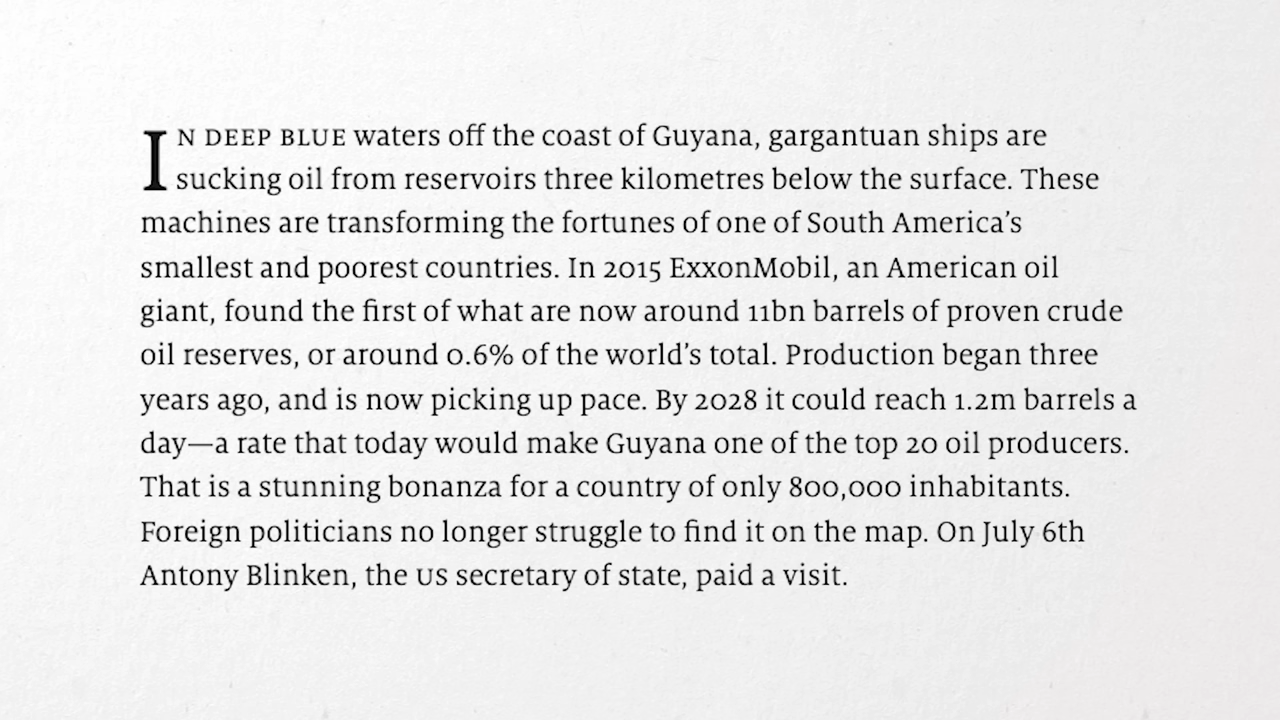 IN DEEP BLUE waters off the coast of Guyana, gargantuan ships are
sucking oil from reservoirs three kilometres below the surface. These
machines are transforming the fortunes of one of South America’s
smallest and poorest countries. In 2015 ExxonMobil, an American oil
giant, found the first of what are now around 11bn barrels of proven crude
oil reserves, or around 0.6% of the world’s total. Production began three
years ago, and is now picking up pace. By 2028 it could reach 1.2m barrels a
day—a rate that today would make Guyana one of the top 20 oil producers.
That is a stunning bonanza for a country of only 800,000 inhabitants.
Foreign politicians no longer struggle to find it on the map. On July 6th
Antony Blinken, the US secretary of state, paid a visit.